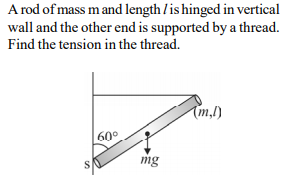 A rod of mass m and length l is hinged in vertical
wall and the other end is supported by a thread.
Find the tension in the thread.
(m,l)
60°
mg
s